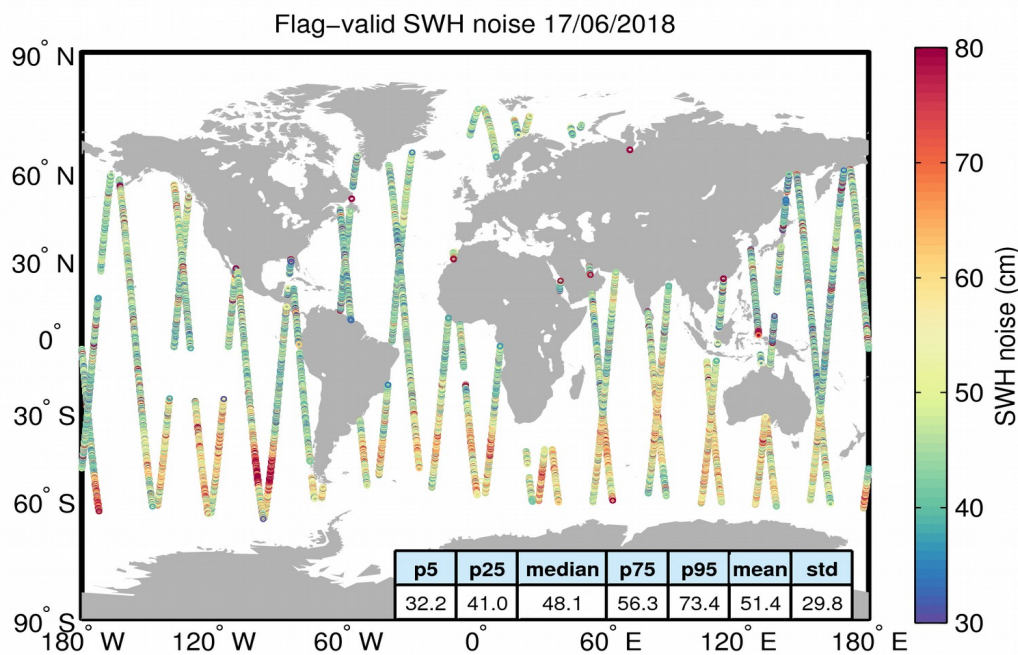 Flag−valid SWH noise 17/06/2018
90° N
60° N
30° N
0°
30° S
60° S
90° S
180° W
120° W
60° W
0°
60° E
120° E
180° E
80
70
60
50
40
30
SWH noise (cm)
p5 p25 median p75 p95 mean std
32.2 41.0 48.1 56.3 73.4 51.4 29.8